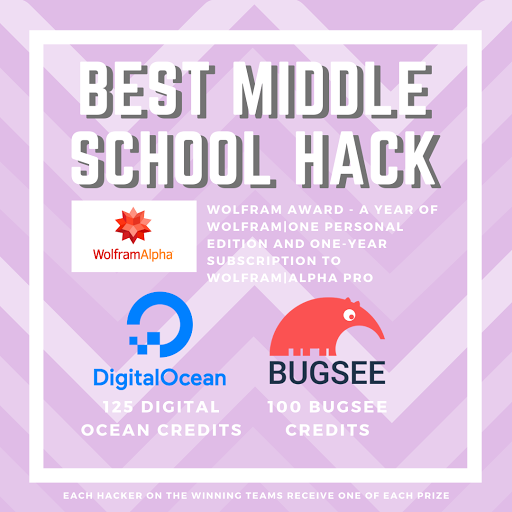 BEST MIDDLE
SCHOOL HACK
WolframAlpha
WOLFRAM AWARD - A YEAR OF
WOLFRAM|ONE PERSONAL
EDITION AND ONE-YEAR
SUBSCRIPTION TO
WOLFRAM|ALPHA PRO
DigitalOcean
125 DIGITAL
OCEAN CREDITS
BUGSEE
100 BUGSEE
CREDITS
EACH HACKER ON THE WINNING TEAMS RECEIVE ONE OF EACH PRIZE